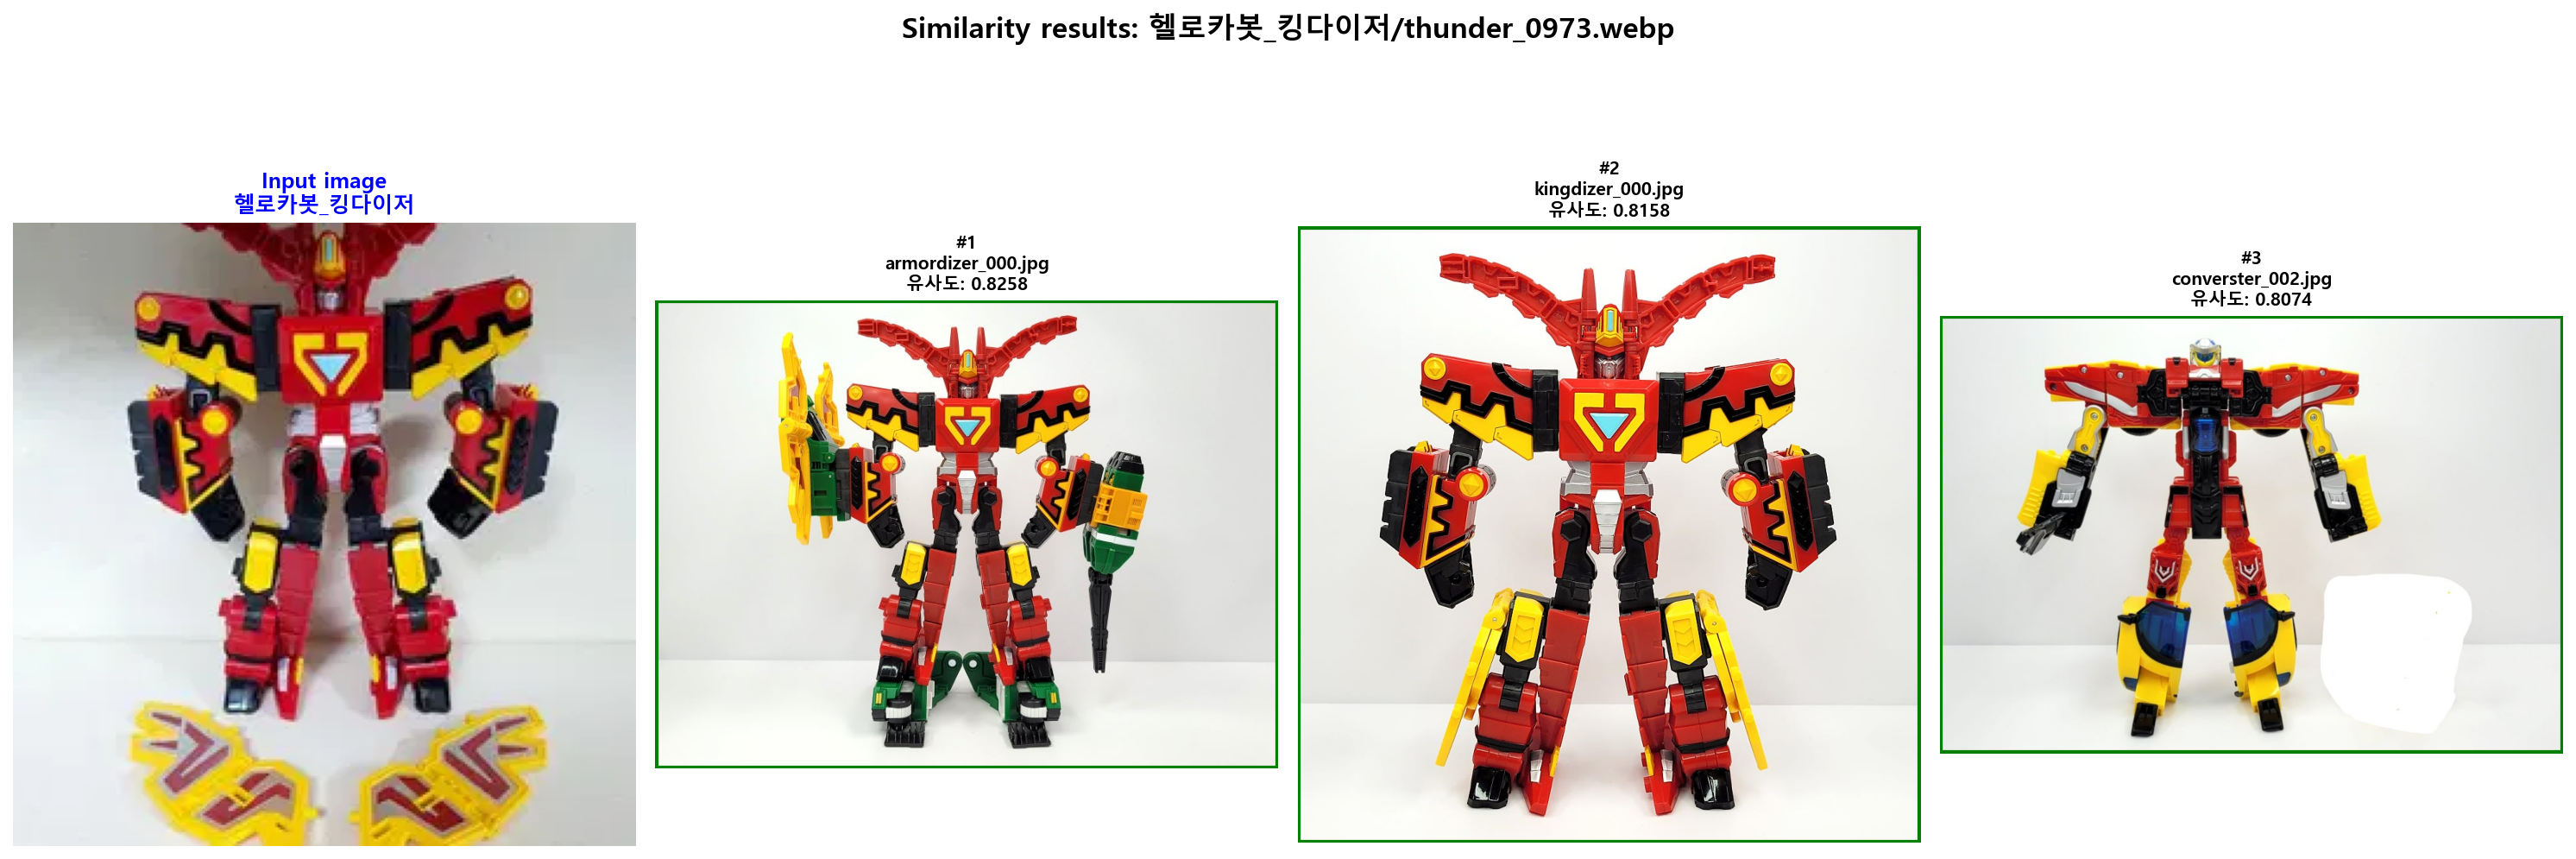 Similarity results: 헬로카봇_킹다이저/thunder_0973.webp
Input image
헬로카봇_킹다이저
#1
armordizer_000.jpg
유사도: 0.8258
#2
kingdizer_000.jpg
유사도: 0.8158
#3
converster_002.jpg
유사도: 0.8074